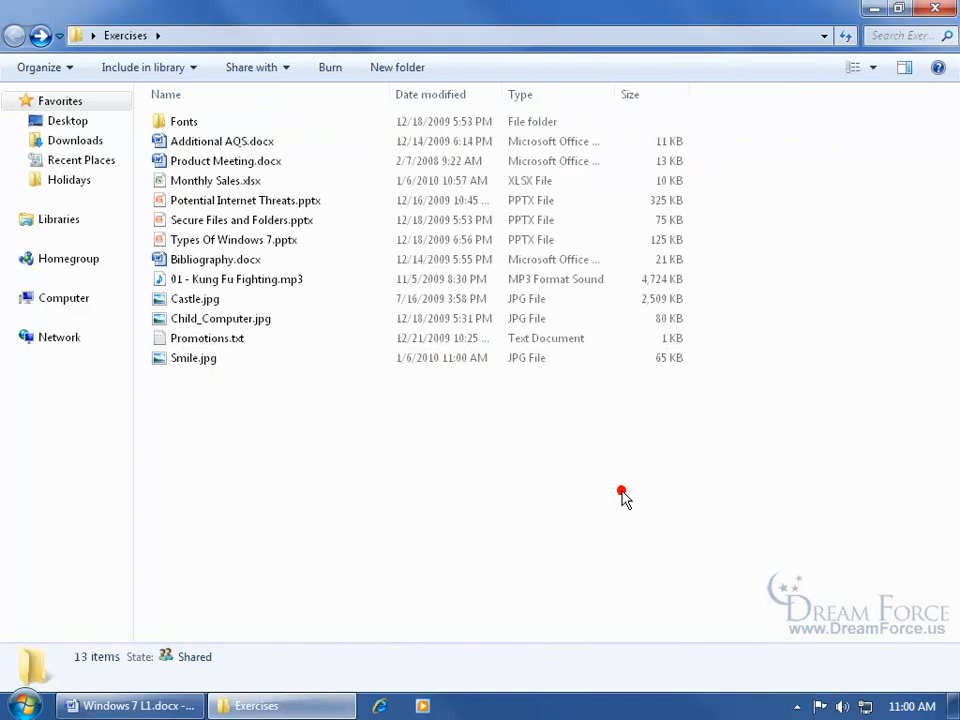 Exercises
Search Exer...
Organize Include in library Share with Burn New folder
Name Date modified Type Size
Favorites
Desktop
Downloads
Recent Places
Holidays
Libraries
Homegroup
Computer
Network
Fonts 12/18/2009 5:53 PM File folder
Additional AQS.docx 12/14/2009 6:14 PM Microsoft Office ... 11 KB
Product Meeting.docx 2/7/2008 9:22 AM Microsoft Office ... 13 KB
Monthly Sales.xlsx 1/6/2010 10:57 AM XLSX File 10 KB
Potential Internet Threats.pptx 12/16/2009 10:45 ... PPTX File 325 KB
Secure Files and Folders.pptx 12/18/2009 5:53 PM PPTX File 75 KB
Types Of Windows 7.pptx 12/18/2009 6:56 PM PPTX File 125 KB
Bibliography.docx 12/14/2009 5:55 PM Microsoft Office ... 21 KB
01 - Kung Fu Fighting.mp3 11/5/2009 8:30 PM MP3 Format Sound 4,724 KB
Castle.jpg 7/16/2009 3:58 PM JPG File 2,509 KB
Child_Computer.jpg 12/18/2009 5:31 PM JPG File 80 KB
Promotions.txt 12/21/2009 10:25 ... Text Document 1 KB
Smile.jpg 1/6/2010 11:00 AM JPG File 65 KB
DREAM FORCE
www.DreamForce.us
13 items State: Shared
Windows 7 L1.docx -... Exercises 11:00 AM